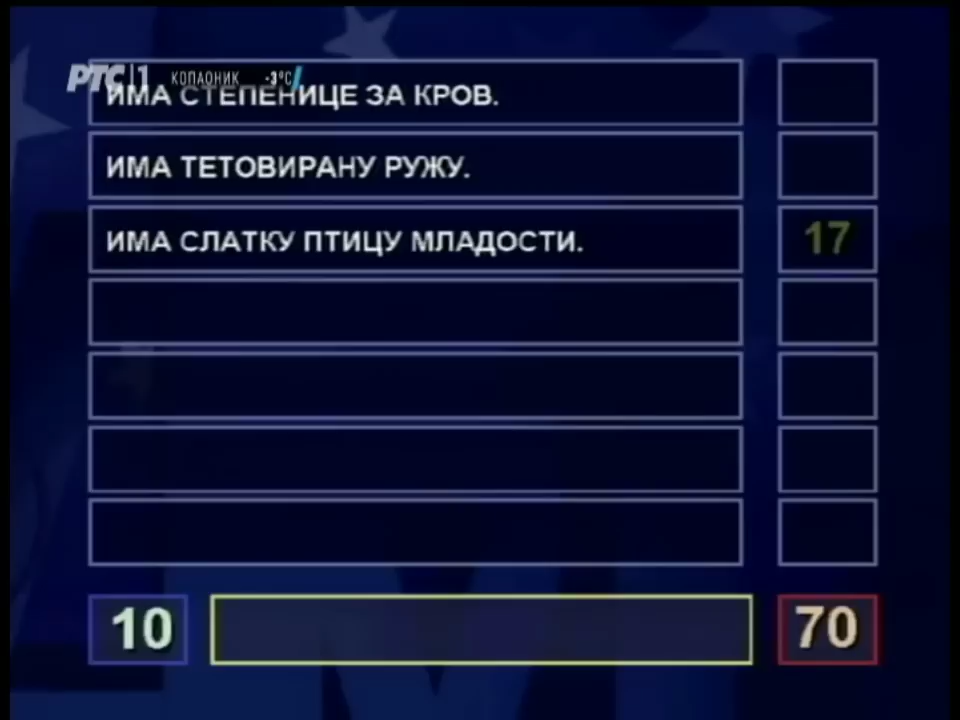 РТС|1 КОПАОНИК -3°C
ИМА СТЕПЕНИЦЕ ЗА КРОВ.
ИМА ТЕТОВИРАНУ РУЖУ.
ИМА СЛАТКУ ПТИЦУ МЛАДОСТИ. 17
10 70